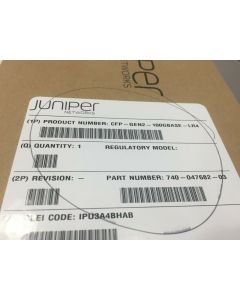 JUNIPER
NETWORKS
NETWORKS
(1P) PRODUCT NUMBER: CFP-GEN2-100GBASE-LR4
(Q) QUANTITY: 1 REGULATORY MODEL:
(2P) REVISION: – PART NUMBER: 740-047682-03
CLEI CODE: IPU3A4BHAB